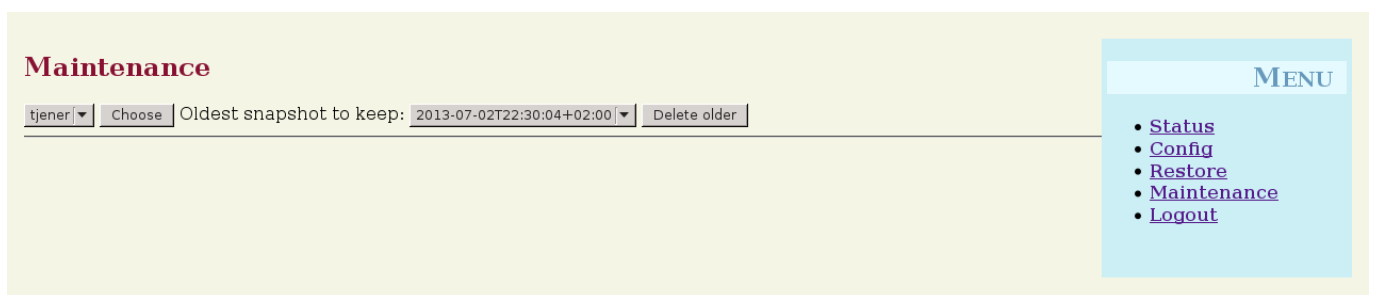 Maintenance
tjener Choose Oldest snapshot to keep: 2013-07-02T22:30:04+02:00 Delete older
Menu
Status
Config
Restore
Maintenance
Logout